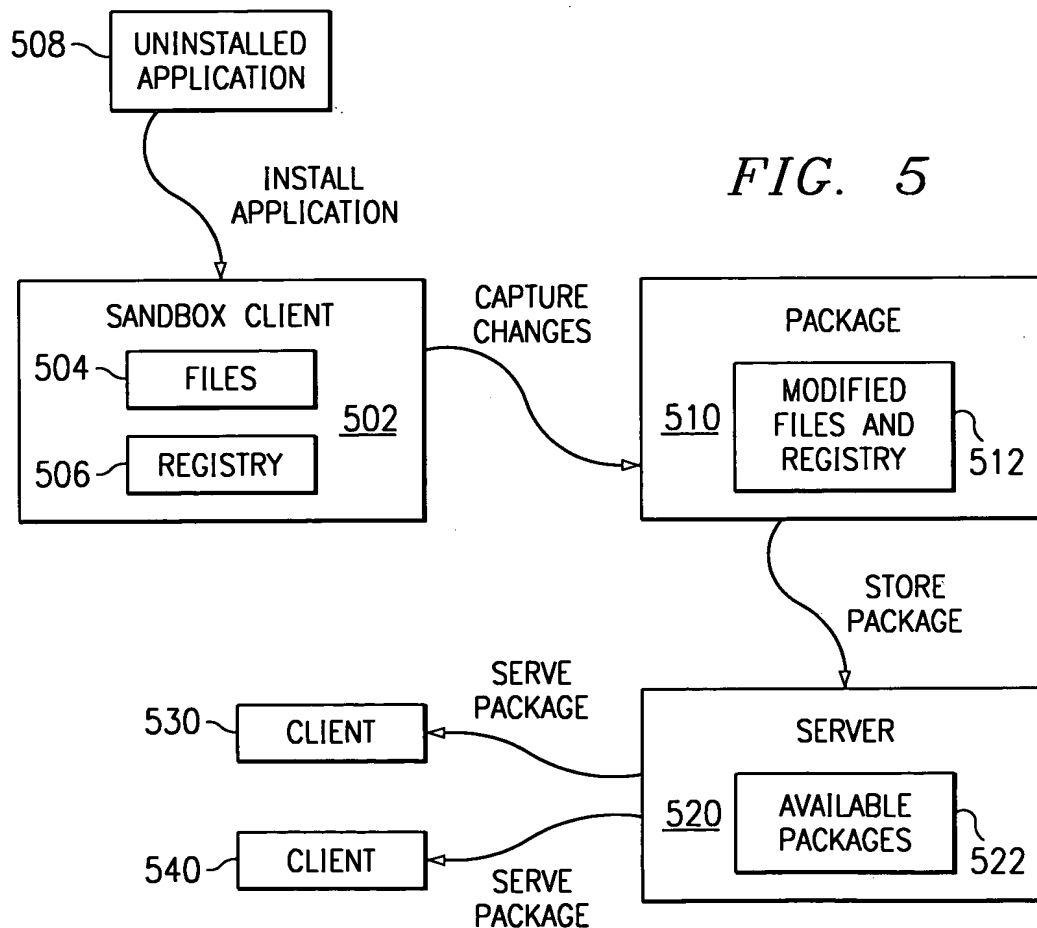 508
UNINSTALLED
APPLICATION
INSTALL
APPLICATION
FIG. 5
SANDBOX CLIENT
504
FILES
502
506
REGISTRY
CAPTURE
CHANGES
PACKAGE
510
MODIFIED
FILES AND
REGISTRY
512
STORE
PACKAGE
SERVE
PACKAGE
530
CLIENT
SERVER
520
AVAILABLE
PACKAGES
522
540
CLIENT
SERVE
PACKAGE